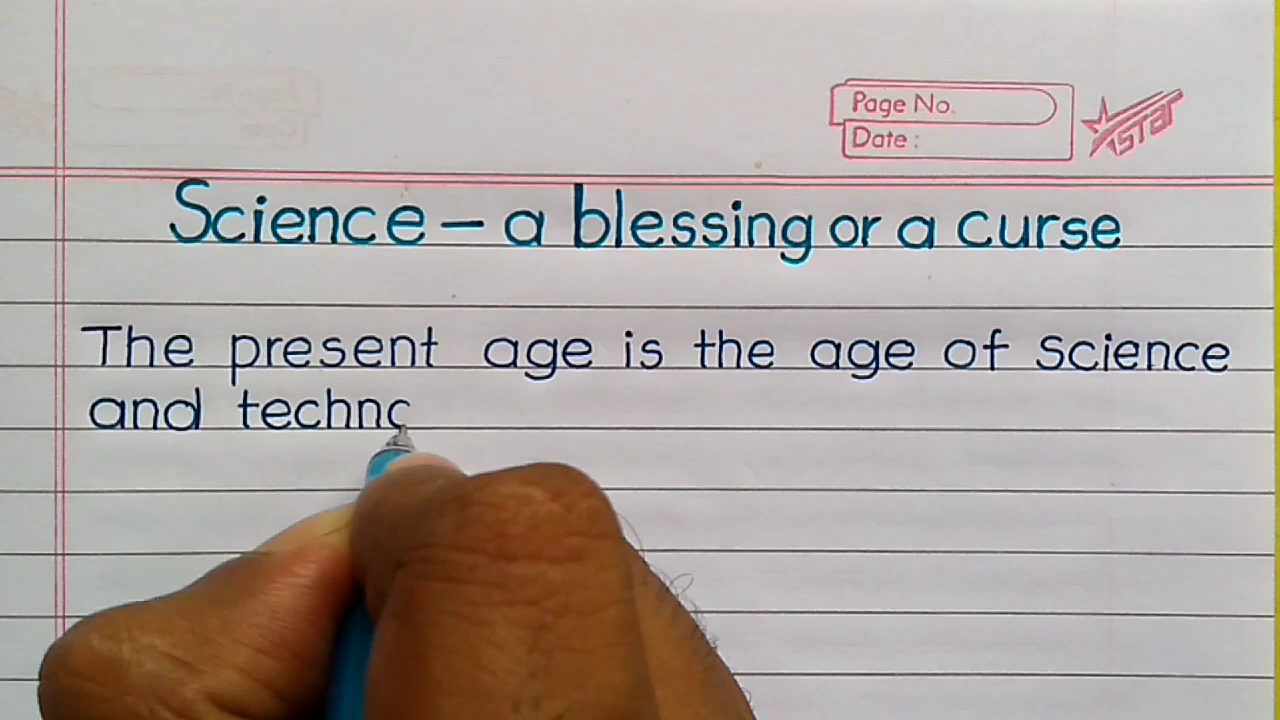 Page No.
Date :
STAR
Science – a blessing or a curse
The present age is the age of science
and techno